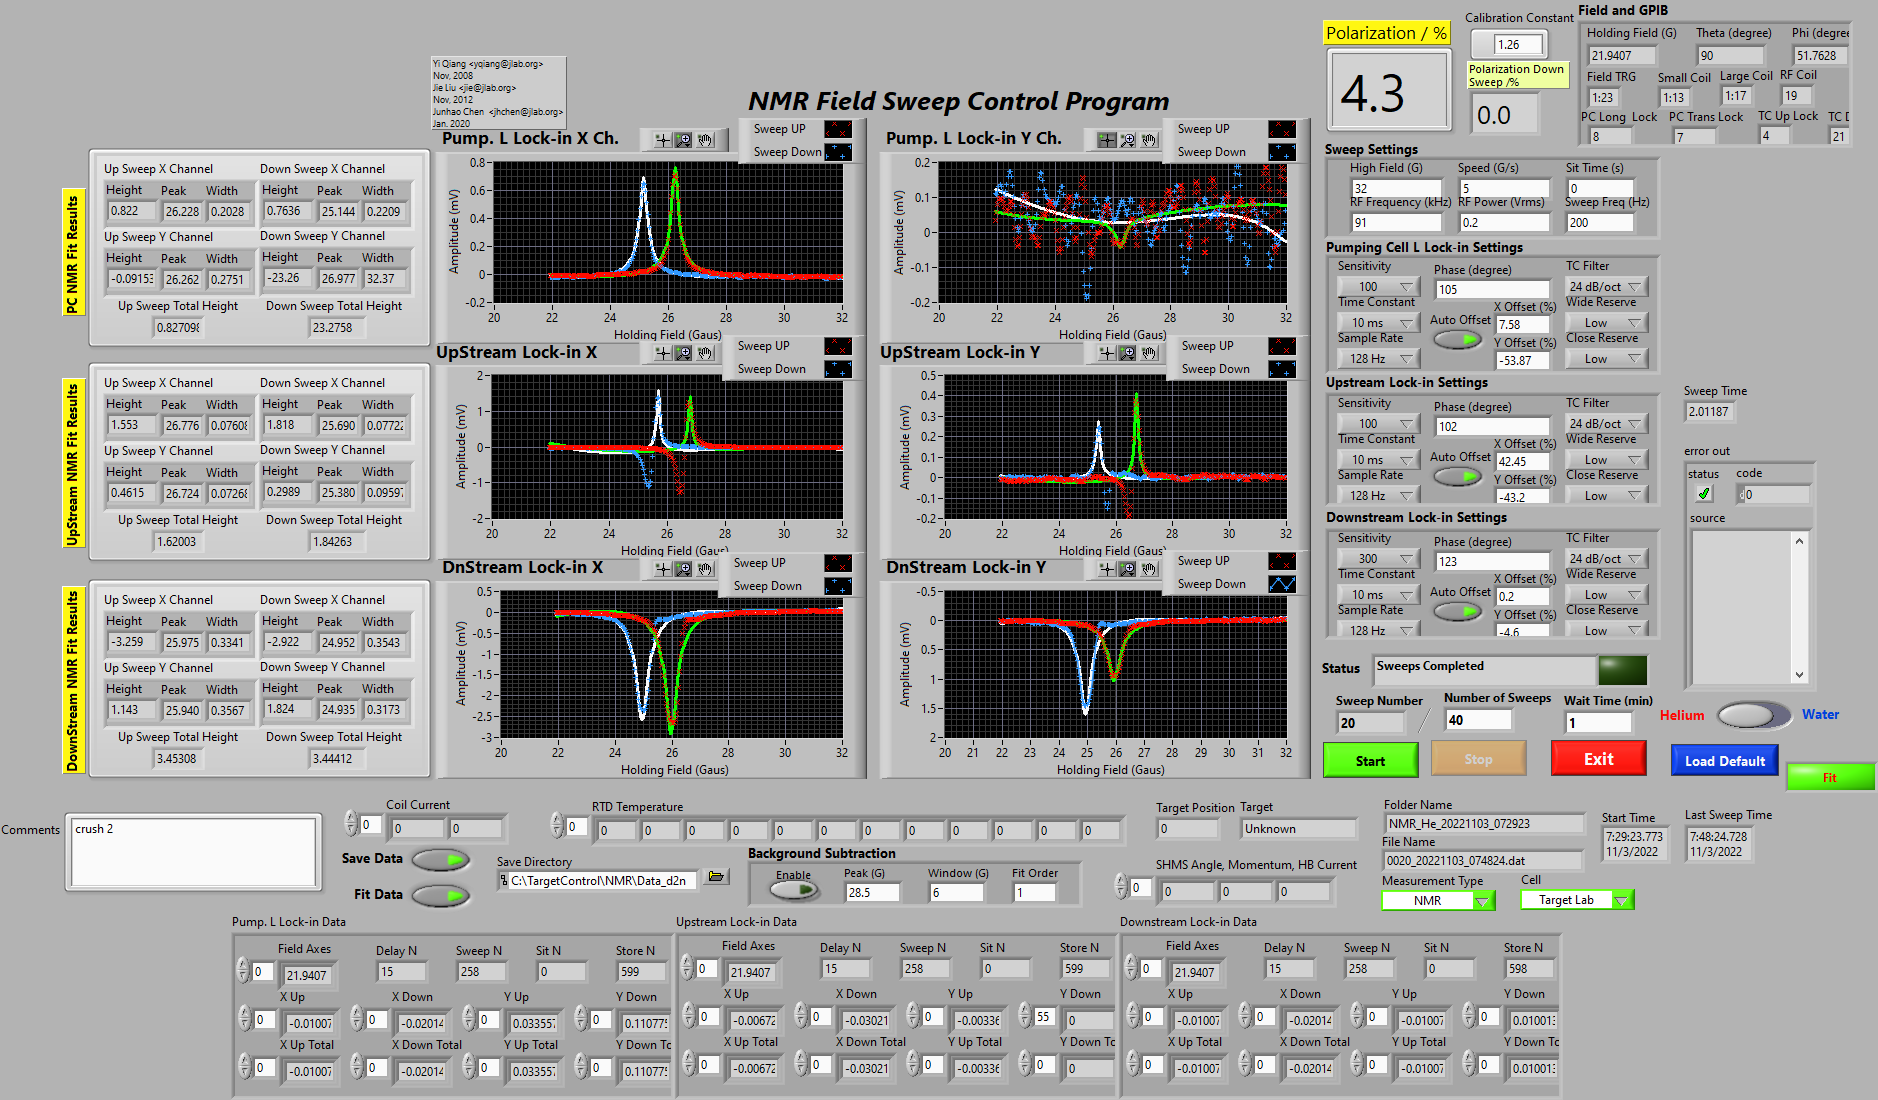 Yi Qiang <yqiang@jlab.org>
Nov, 2008
Jie Liu <jie@jlab.org>
Nov, 2012
Junhao Chen <jhchen@jlab.org>
Jan. 2020
NMR Field Sweep Control Program
Polarization / %
4.3
Calibration Constant
1.26
Polarization Down
Sweep /%
0.0
Field and GPIB
Holding Field (G) Theta (degree) Phi (degree
21.9407 90 51.7628
Field TRG Small Coil Large Coil RF Coil
1:23 1:13 1:17 19
PC Long Lock PC Trans Lock TC Up Lock TC D
8 7 4 21
PC NMR Fit Results
Up Sweep X Channel Down Sweep X Channel
Height Peak Width Height Peak Width
0.822 26.228 0.2028 0.7636 25.144 0.2209
Up Sweep Y Channel Down Sweep Y Channel
Height Peak Width Height Peak Width
-0.0915 26.262 0.2751 -23.26 26.977 32.37
Up Sweep Total Height Down Sweep Total Height
0.827098 23.2758
UpStream NMR Fit Results
Up Sweep X Channel Down Sweep X Channel
Height Peak Width Height Peak Width
1.553 26.776 0.07608 1.818 25.690 0.07722
Up Sweep Y Channel Down Sweep Y Channel
Height Peak Width Height Peak Width
0.4615 26.724 0.07268 0.2989 25.380 0.09597
Up Sweep Total Height Down Sweep Total Height
1.62003 1.84263
DownStream NMR Fit Results
Up Sweep X Channel Down Sweep X Channel
Height Peak Width Height Peak Width
-3.259 25.975 0.3341 -2.922 24.952 0.3543
Up Sweep Y Channel Down Sweep Y Channel
Height Peak Width Height Peak Width
1.143 25.940 0.3567 1.824 24.935 0.3173
Up Sweep Total Height Down Sweep Total Height
3.45308 3.44412
Pump. L Lock-in X Ch.
Sweep UP
Sweep Down
Amplitude (mV)
0.8
0.6
0.4
0.2
0
-0.2
20 22 24 26 28 30 32
Holding Field (Gaus)
Pump. L Lock-in Y Ch.
Sweep UP
Sweep Down
Amplitude (mV)
0.2
0.1
0
-0.1
-0.2
20 22 24 26 28 30 32
Holding Field (Gaus)
UpStream Lock-in X
Sweep UP
Sweep Down
Amplitude (mV)
2
1
0
-1
-2
20 22 24 26 28 30 32
Holding Field (Gaus)
UpStream Lock-in Y
Sweep UP
Sweep Down
Amplitude (mV)
0.5
0.4
0.3
0.2
0.1
0
-0.1
-0.2
20 22 24 26 28 30 32
Holding Field (Gaus)
DnStream Lock-in X
Sweep UP
Sweep Down
Amplitude (mV)
0.5
0
-0.5
-1
-1.5
-2
-2.5
-3
20 22 24 26 28 30 32
Holding Field (Gaus)
DnStream Lock-in Y
Sweep UP
Sweep Down
Amplitude (mV)
-0.5
0
0.5
1
1.5
2
20 21 22 23 24 25 26 27 28 29 30 31 32
Holding Field (Gaus)
Sweep Settings
High Field (G) Speed (G/s) Sit Time (s)
32 5 0
RF Frequency (kHz) RF Power (Vrms) Sweep Freq (Hz)
91 0.2 200
Pumping Cell L Lock-in Settings
Sensitivity Phase (degree) TC Filter
100 105 24 dB/oct
Time Constant X Offset (%) Wide Reserve
10 ms Auto Offset 7.58 Low
Sample Rate Y Offset (%) Close Reserve
128 Hz -53.87 Low
Upstream Lock-in Settings
Sensitivity Phase (degree) TC Filter
100 102 24 dB/oct
Time Constant X Offset (%) Wide Reserve
10 ms Auto Offset 42.45 Low
Sample Rate Y Offset (%) Close Reserve
128 Hz -43.2 Low
Downstream Lock-in Settings
Sensitivity Phase (degree) TC Filter
300 123 24 dB/oct
Time Constant X Offset (%) Wide Reserve
10 ms Auto Offset 0.2 Low
Sample Rate Y Offset (%) Close Reserve
128 Hz -4.6 Low
Sweep Time
2.01187
error out
status code
0
source
Status Sweeps Completed
Sweep Number Number of Sweeps Wait Time (min)
20 / 40 1
Helium Water
Start Stop Exit Load Default Fit
Comments crush 2
Coil Current
0 0 0
Save Data
Fit Data
RTD Temperature
0 0 0 0 0 0 0 0 0 0 0 0 0
Save Directory
C:\TargetControl\NMR\Data_d2n
Background Subtraction
Enable Peak (G) Window (G) Fit Order
28.5 6 1
Target Position Target
0 Unknown
SHMS Angle, Momentum, HB Current
0 0 0 0
Folder Name
NMR_He_20221103_072923
File Name
0020_20221103_074824.dat
Measurement Type Cell
NMR Target Lab
Start Time Last Sweep Time
7:29:23.773 7:48:24.728
11/3/2022 11/3/2022
Pump. L Lock-in Data
Field Axes Delay N Sweep N Sit N Store N
0 21.9407 15 258 0 599
X Up X Down Y Up Y Down
0 -0.01007 0 -0.02014 0 0.033557 0 0.110775
X Up Total X Down Total Y Up Total Y Down To
0 -0.01007 0 -0.02014 0 0.033557 0 0.110775
Upstream Lock-in Data
Field Axes Delay N Sweep N Sit N Store N
0 21.9407 15 258 0 599
X Up X Down Y Up Y Down
0 -0.00672 0 -0.03021 0 -0.00336 55 0
X Up Total X Down Total Y Up Total Y Down To
0 -0.00672 0 -0.03021 0 -0.00336 0 0
Downstream Lock-in Data
Field Axes Delay N Sweep N Sit N Store N
0 21.9407 15 258 0 598
X Up X Down Y Up Y Down
0 -0.01007 0 -0.02014 0 -0.01007 0 0.01001
X Up Total X Down Total Y Up Total Y Down To
0 -0.01007 0 -0.02014 0 -0.01007 0 0.01001